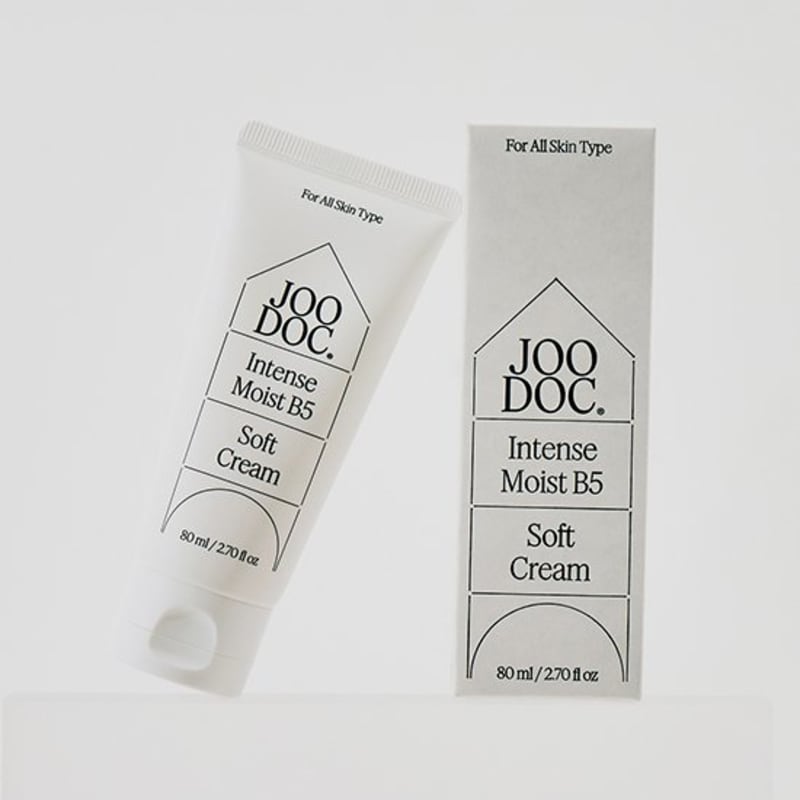 For All Skin Type
JOO
DOC.
Intense
Moist B5
Soft
Cream
80 ml / 2.70 fl oz
For All Skin Type
JOO
DOC.
Intense
Moist B5
Soft
Cream
80 ml / 2.70 fl oz